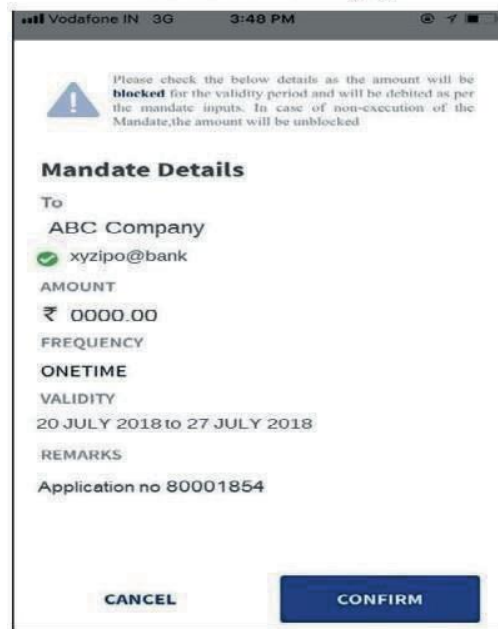 Vodafone IN 3G 3:48 PM
Please check the below details as the amount will be
blocked for the validity period and will be debited as per
the mandate inputs. In case of non-execution of the
Mandate,the amount will be unblocked
Mandate Details
To
ABC Company
xyzipo@bank
AMOUNT
₹ 0000.00
FREQUENCY
ONETIME
VALIDITY
20 JULY 2018 to 27 JULY 2018
REMARKS
Application no 80001854
CANCEL CONFIRM